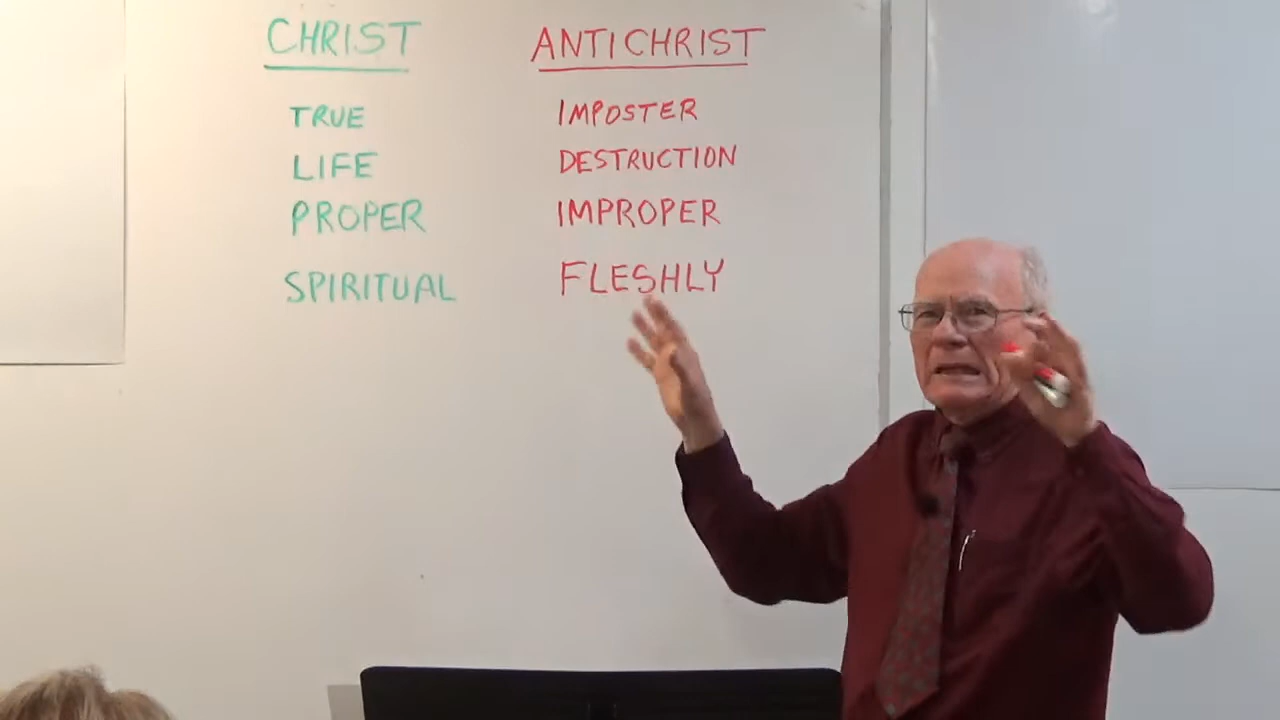 CHRIST
TRUE
LIFE
PROPER
SPIRITUAL
ANTICHRIST
IMPOSTER
DESTRUCTION
IMPROPER
FLESHLY